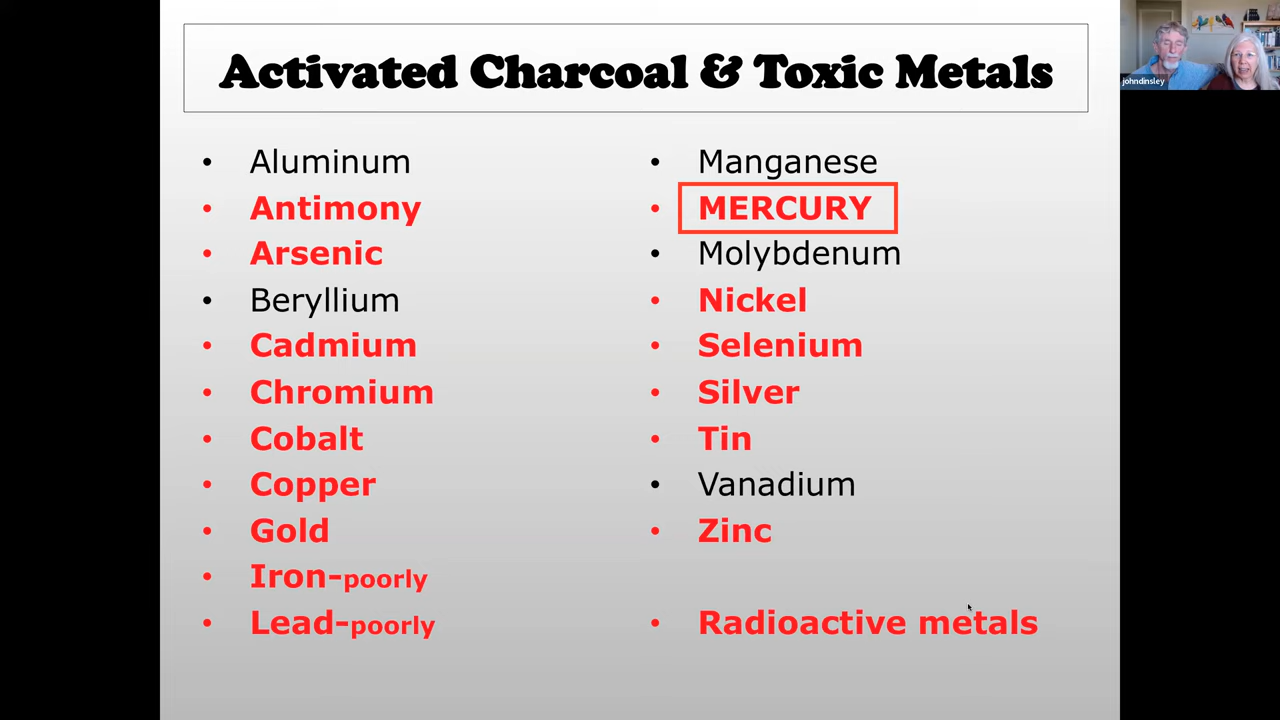 Activated Charcoal & Toxic Metals
johndinsley
• Aluminum
• Antimony
• Arsenic
• Beryllium
• Cadmium
• Chromium
• Cobalt
• Copper
• Gold
• Iron-poorly
• Lead-poorly
• Manganese
• MERCURY
• Molybdenum
• Nickel
• Selenium
• Silver
• Tin
• Vanadium
• Zinc
• Radioactive metals